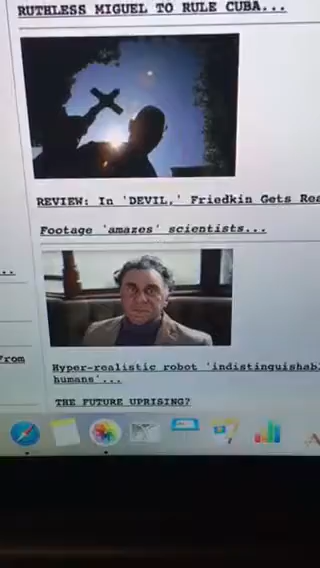 RUTHLESS MIGUEL TO RULE CUBA...
REVIEW: In 'DEVIL,' Friedkin Gets
Footage 'amazes' scientists...
..
From
Hyper-realistic robot
humans'...
THE FUTURE UPRISING?